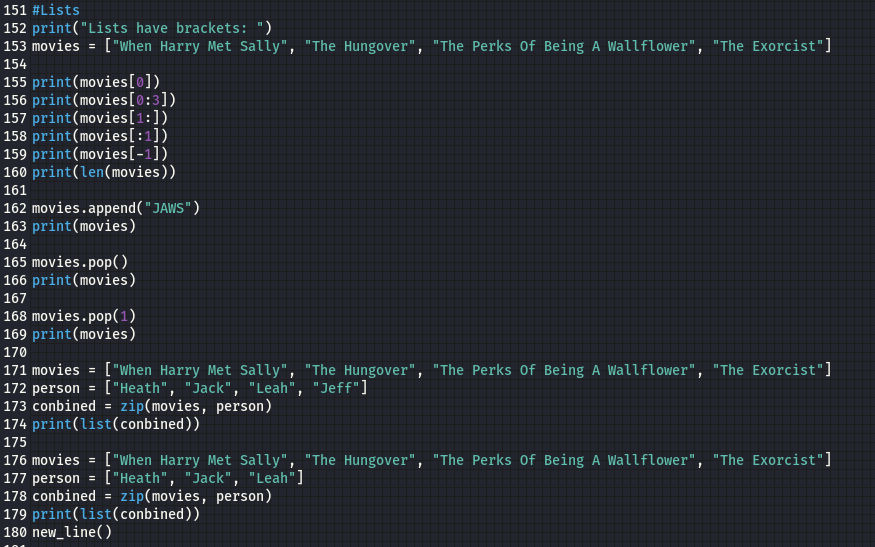 151 #Lists
152 print("Lists have brackets: ")
153 movies = ["When Harry Met Sally", "The Hungover", "The Perks Of Being A Wallflower", "The Exorcist"]
154
155 print(movies[0])
156 print(movies[0:3])
157 print(movies[1:])
158 print(movies[:1])
159 print(movies[-1])
160 print(len(movies))
161
162 movies.append("JAWS")
163 print(movies)
164
165 movies.pop()
166 print(movies)
167
168 movies.pop(1)
169 print(movies)
170
171 movies = ["When Harry Met Sally", "The Hungover", "The Perks Of Being A Wallflower", "The Exorcist"]
172 person = ["Heath", "Jack", "Leah", "Jeff"]
173 conbined = zip(movies, person)
174 print(list(conbined))
175
176 movies = ["When Harry Met Sally", "The Hungover", "The Perks Of Being A Wallflower", "The Exorcist"]
177 person = ["Heath", "Jack", "Leah"]
178 conbined = zip(movies, person)
179 print(list(conbined))
180 new_line()